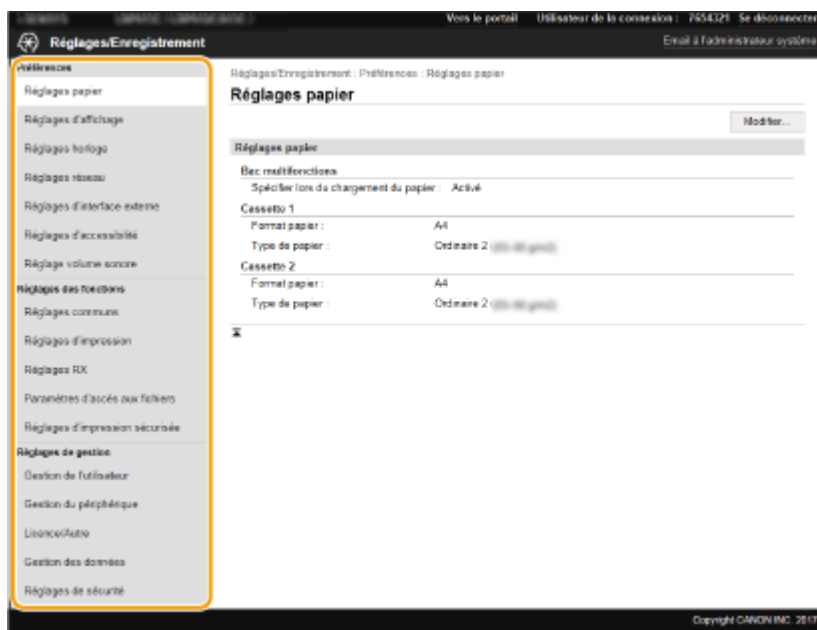 Vers le portail Utilisateur de la connexion : 7654321 Se déconnecter
Réglages/Enregistrement
Email à l'administrateur système
Préférences
Réglages papier
Réglages d'affichage
Réglages horloge
Réglages réseau
Réglages d'interface externe
Réglages d'accessibilité
Réglage volume sonore
Réglages des fonctions
Réglages communs
Réglages d'impression
Réglages RX
Paramètres d'accès aux fichiers
Réglages d'impression sécurisée
Réglages de gestion
Gestion de l'utilisateur
Gestion du périphérique
Licence/Autre
Gestion des données
Réglages de sécurité
Réglages/Enregistrement : Préférences : Réglages papier
Réglages papier
Modifier...
Réglages papier
Bac multifonctions
Spécifier lors du chargement du papier : Activé
Cassette 1
Format papier : A4
Type de papier : Ordinaire 2
Cassette 2
Format papier : A4
Type de papier : Ordinaire 2
Copyright CANON INC. 2017